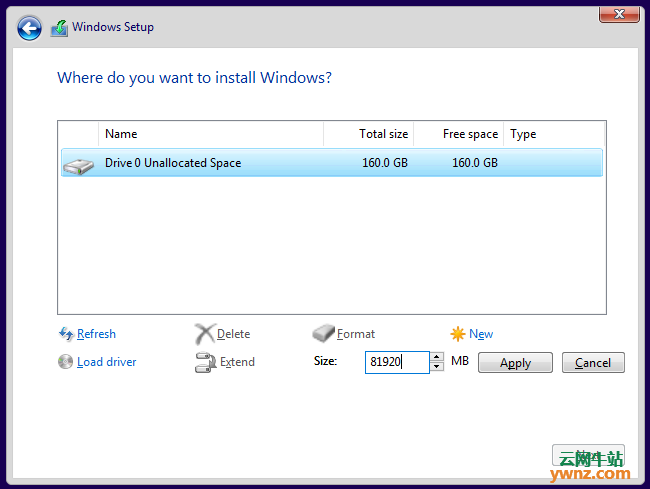 Windows Setup
Where do you want to install Windows?
Name Total size Free space Type
Drive 0 Unallocated Space 160.0 GB 160.0 GB
Refresh Delete Format New
Load driver Extend Size: 81920 MB Apply Cancel
云网牛站
ywnz.com